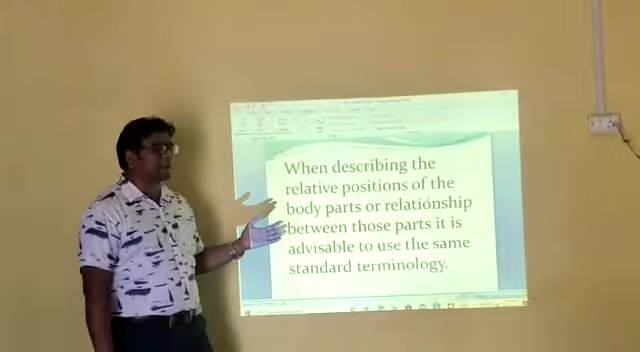 When describing the
relative positions of the
body parts or relationship
between those parts it is
advisable to use the same
standard terminology.